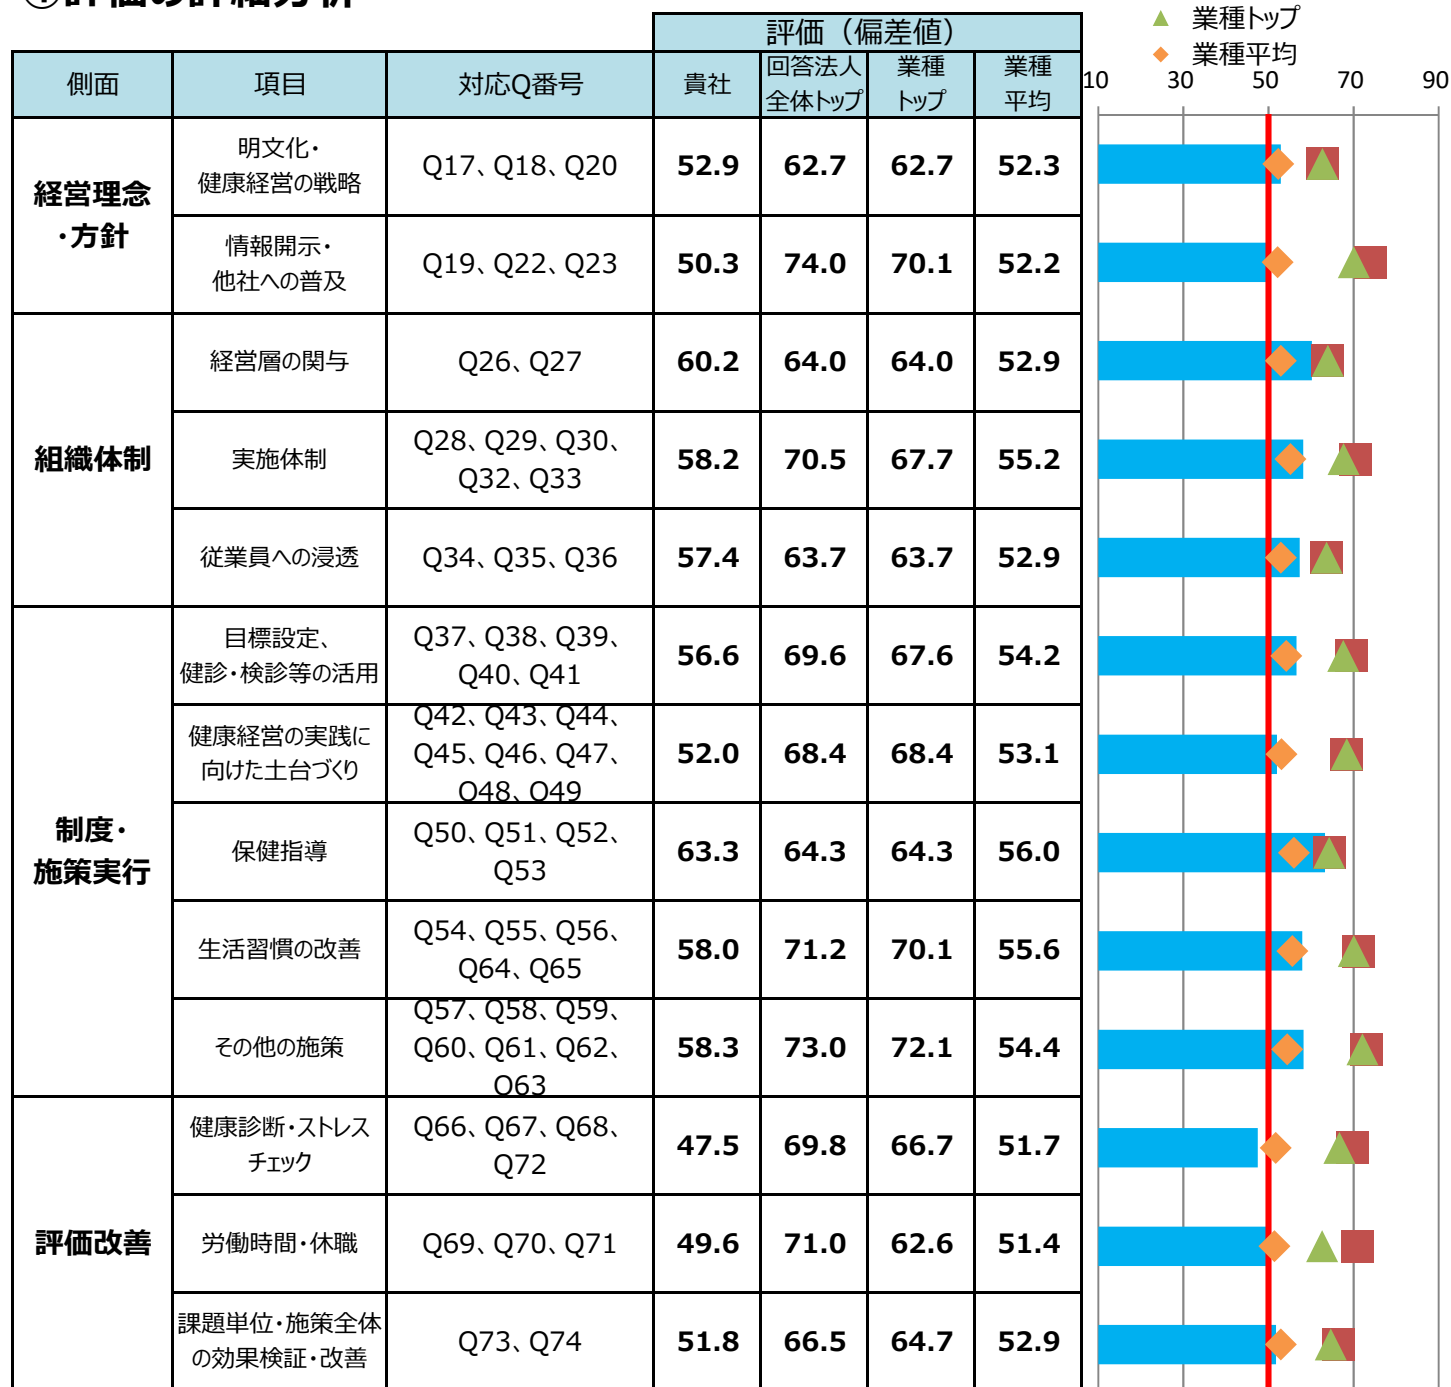 ①評価の詳細分析
▲ 業種トップ
◆ 業種平均
評価（偏差値）
側面 項目 対応Q番号 貴社 回答法人 業種 業種
全体トップ トップ 平均
10 30 50 70 90
経営理念
・方針
明文化・
健康経営の戦略
Q17、Q18、Q20 52.9 62.7 62.7 52.3
情報開示・
他社への普及
Q19、Q22、Q23 50.3 74.0 70.1 52.2
組織体制
経営層の関与 Q26、Q27 60.2 64.0 64.0 52.9
実施体制
Q28、Q29、Q30、
Q32、Q33
58.2 70.5 67.7 55.2
従業員への浸透 Q34、Q35、Q36 57.4 63.7 63.7 52.9
制度・
施策実行
目標設定、
健診・検診等の活用
Q37、Q38、Q39、
Q40、Q41
56.6 69.6 67.6 54.2
健康経営の実践に
向けた土台づくり
Q42、Q43、Q44、
Q45、Q46、Q47、
Q48、Q49
52.0 68.4 68.4 53.1
保健指導
Q50、Q51、Q52、
Q53
63.3 64.3 64.3 56.0
生活習慣の改善
Q54、Q55、Q56、
Q64、Q65
58.0 71.2 70.1 55.6
その他の施策
Q57、Q58、Q59、
Q60、Q61、Q62、
Q63
58.3 73.0 72.1 54.4
評価改善
健康診断・ストレス
チェック
Q66、Q67、Q68、
Q72
47.5 69.8 66.7 51.7
労働時間・休職 Q69、Q70、Q71 49.6 71.0 62.6 51.4
課題単位・施策全体
の効果検証・改善
Q73、Q74 51.8 66.5 64.7 52.9